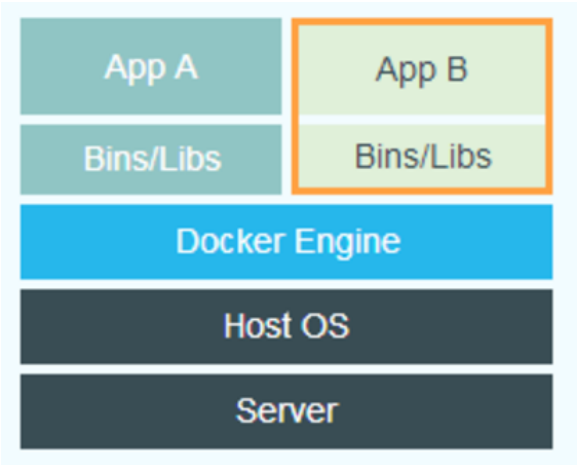 App A
App B
Bins/Libs
Bins/Libs
Docker Engine
Host OS
Server